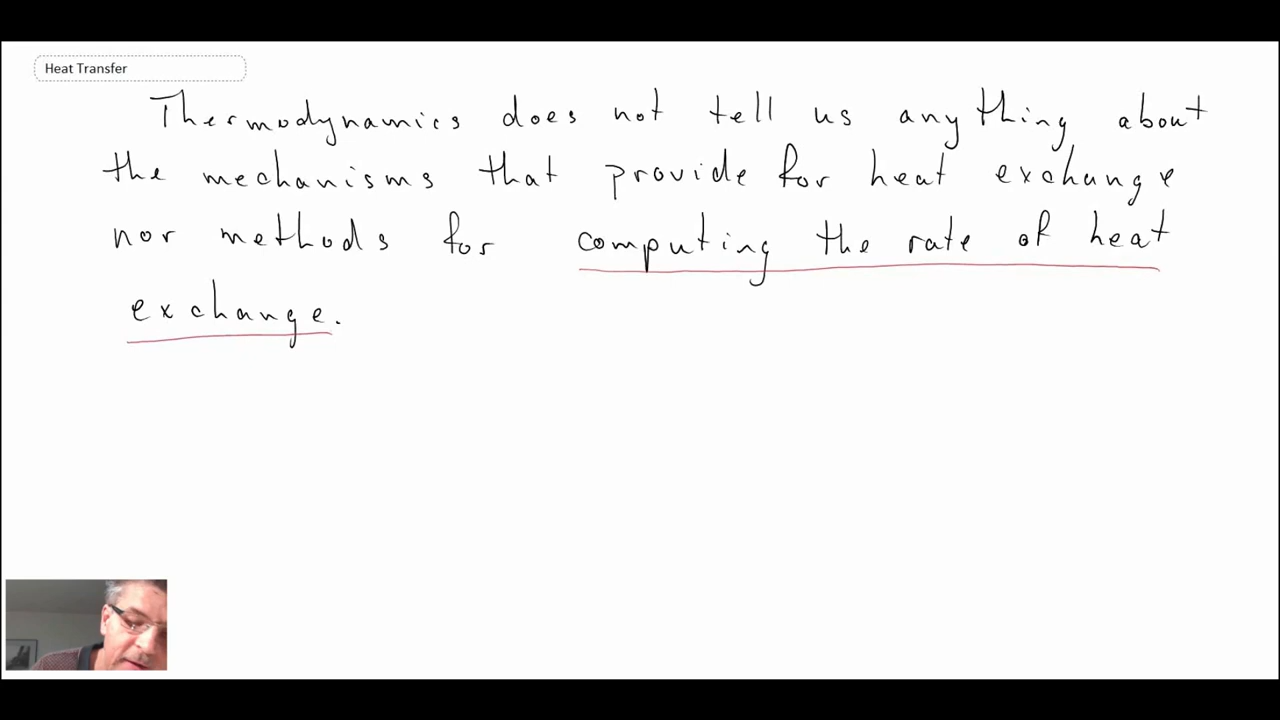 Heat Transfer
Thermodynamics does not tell us anything about
the mechanisms that provide for heat exchange
nor methods for computing the rate of heat
exchange.